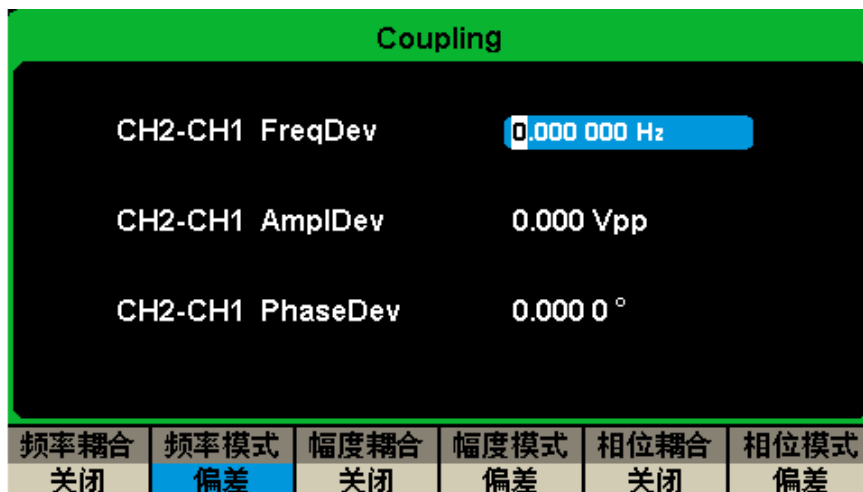 Coupling
CH2-CH1 FreqDev 0.000 000 Hz
CH2-CH1 AmplDev 0.000 Vpp
CH2-CH1 PhaseDev 0.000 0 °
频率耦合 频率模式 幅度耦合 幅度模式 相位耦合 相位模式
关闭 偏差 关闭 偏差 关闭 偏差